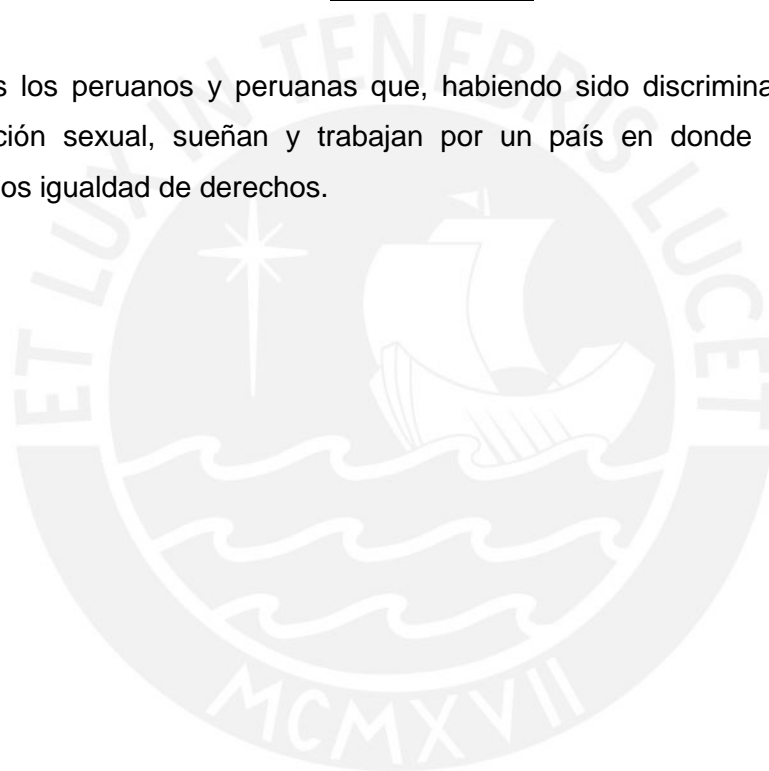 s los peruanos y peruanas que, habiendo sido discrimina
ción sexual, sueñan y trabajan por un país en donde
os igualdad de derechos.
ET LUX IN TENEBRIS LUCET
MCMXVII